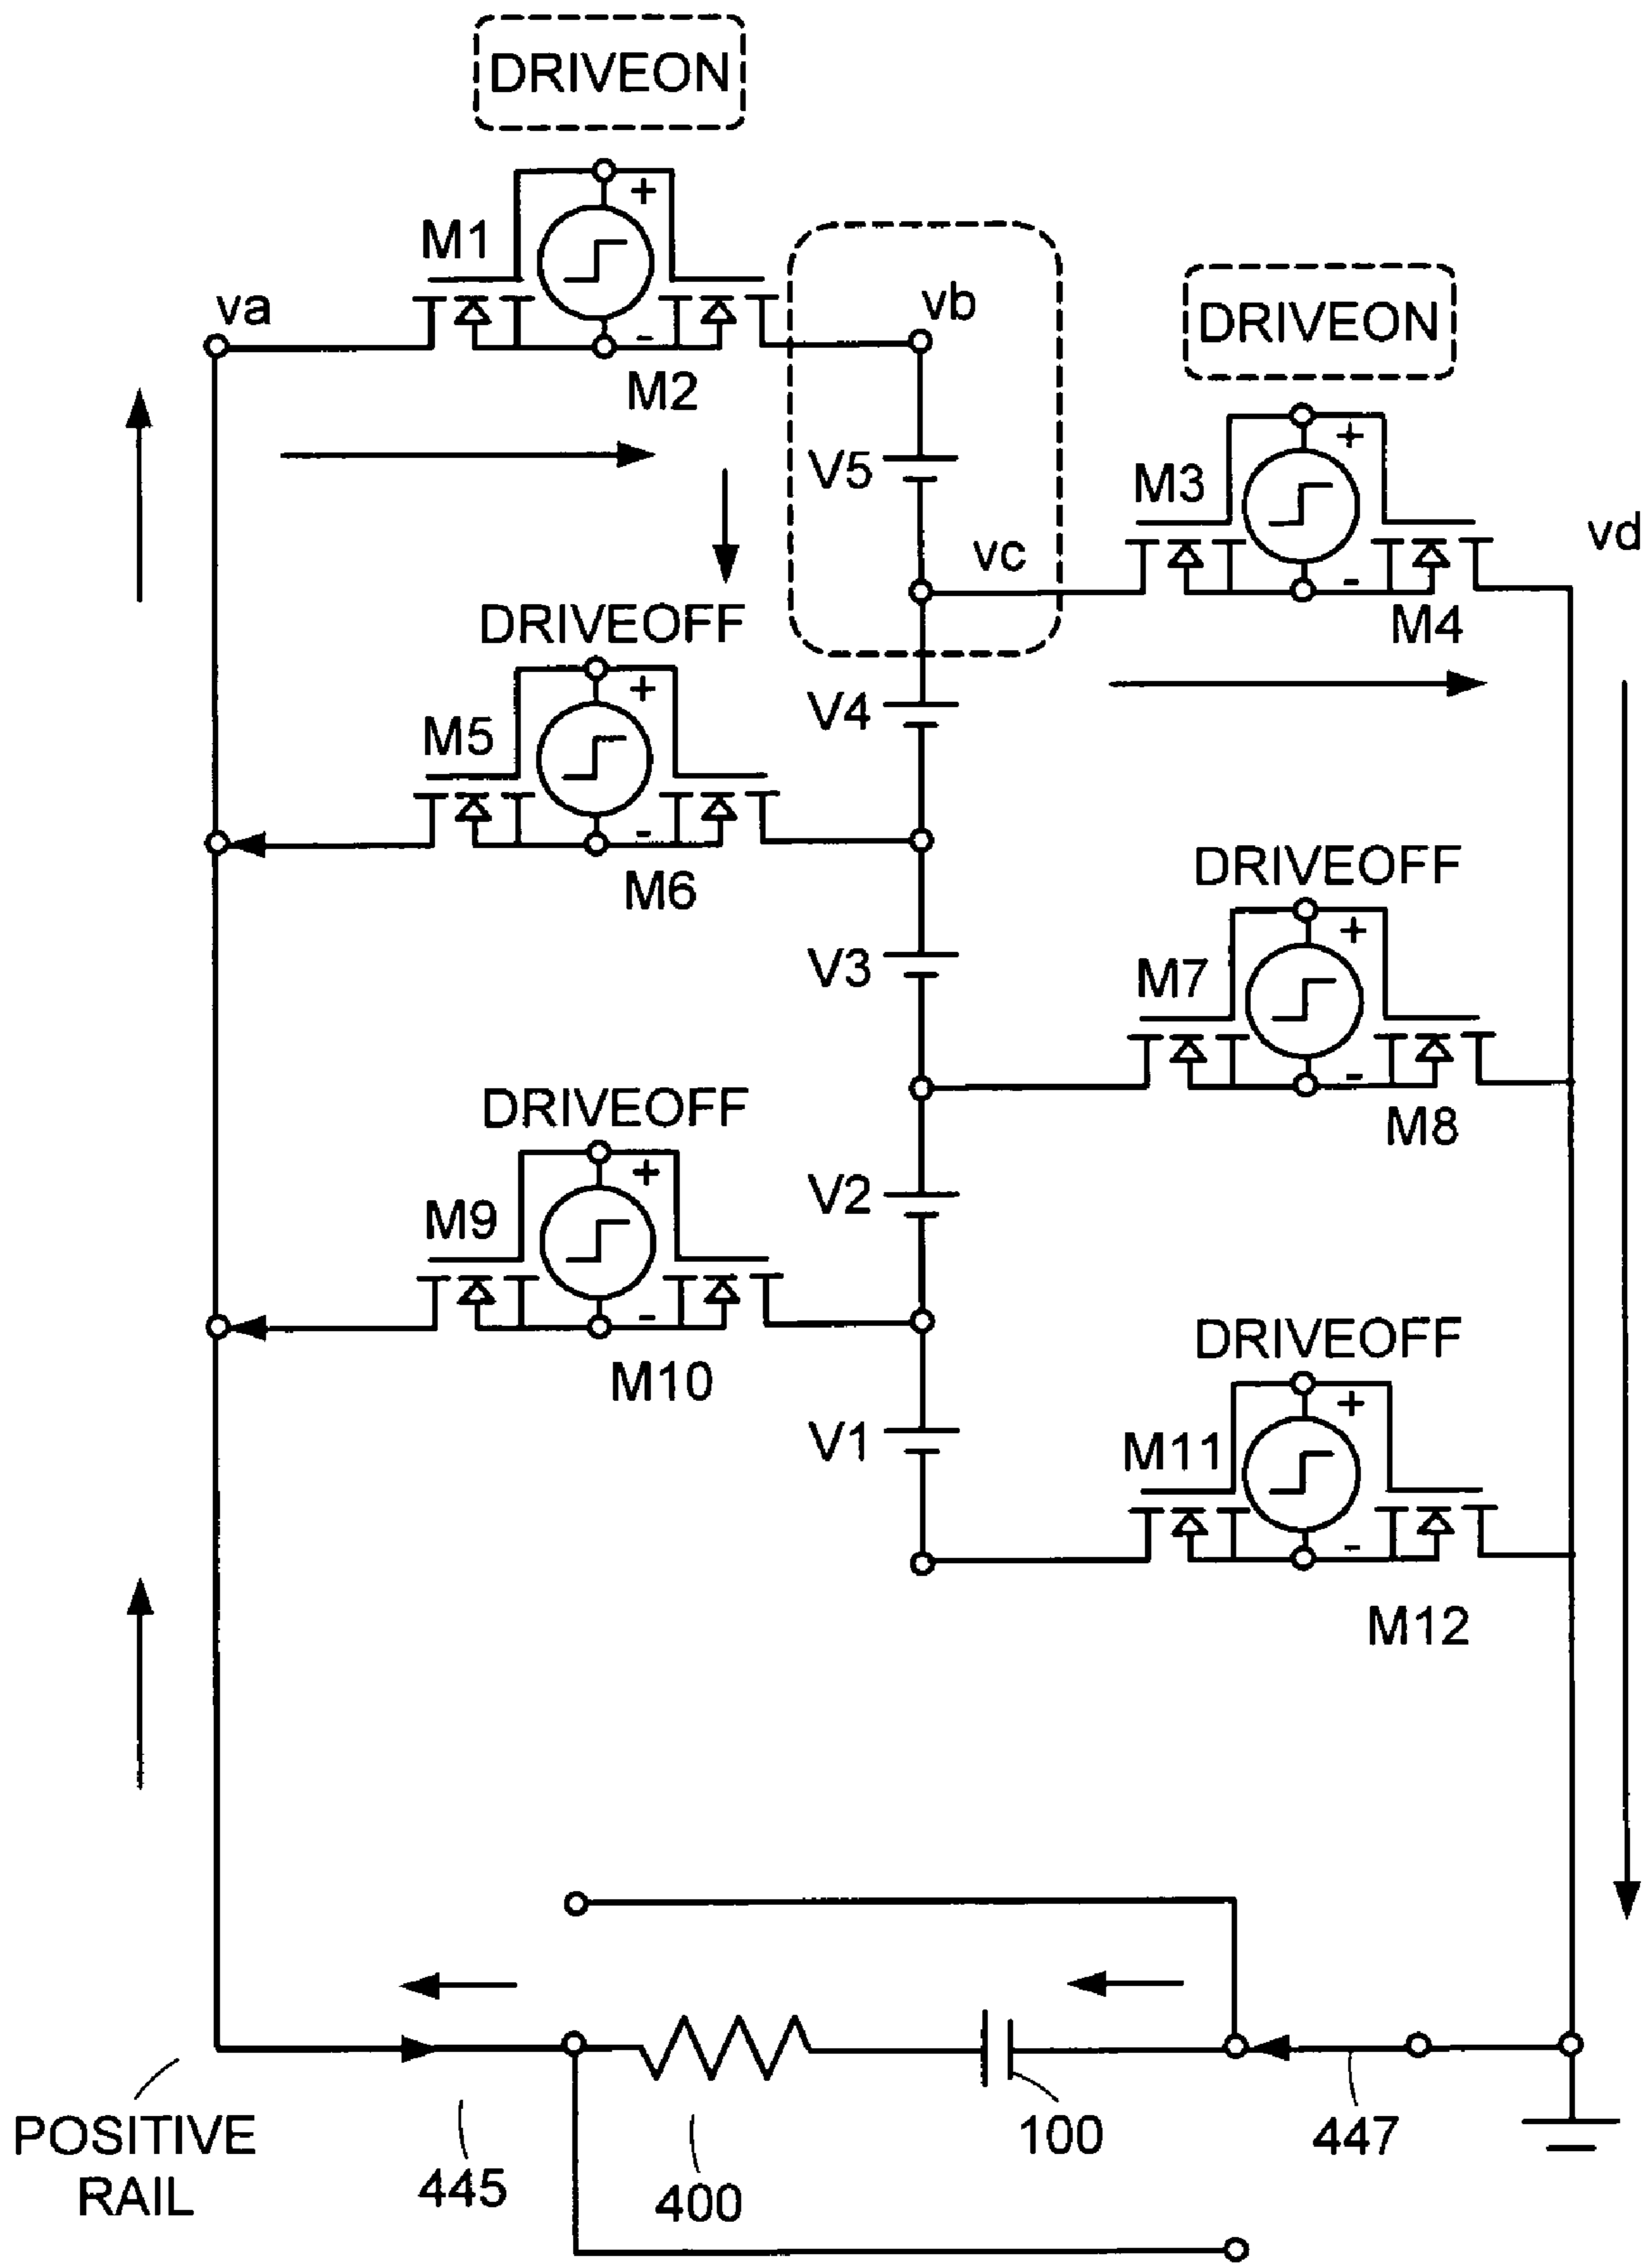 DRIVEON
M1
+
-
va
M2
vb
DRIVEON
V5
vc
M3
+
-
M4
vd
DRIVEOFF
M5
+
-
M6
V4
DRIVEOFF
V3
M7
+
-
M8
DRIVEOFF
M9
+
-
M10
V2
DRIVEOFF
V1
M11
+
-
M12
POSITIVE
RAIL
445
400
100
447